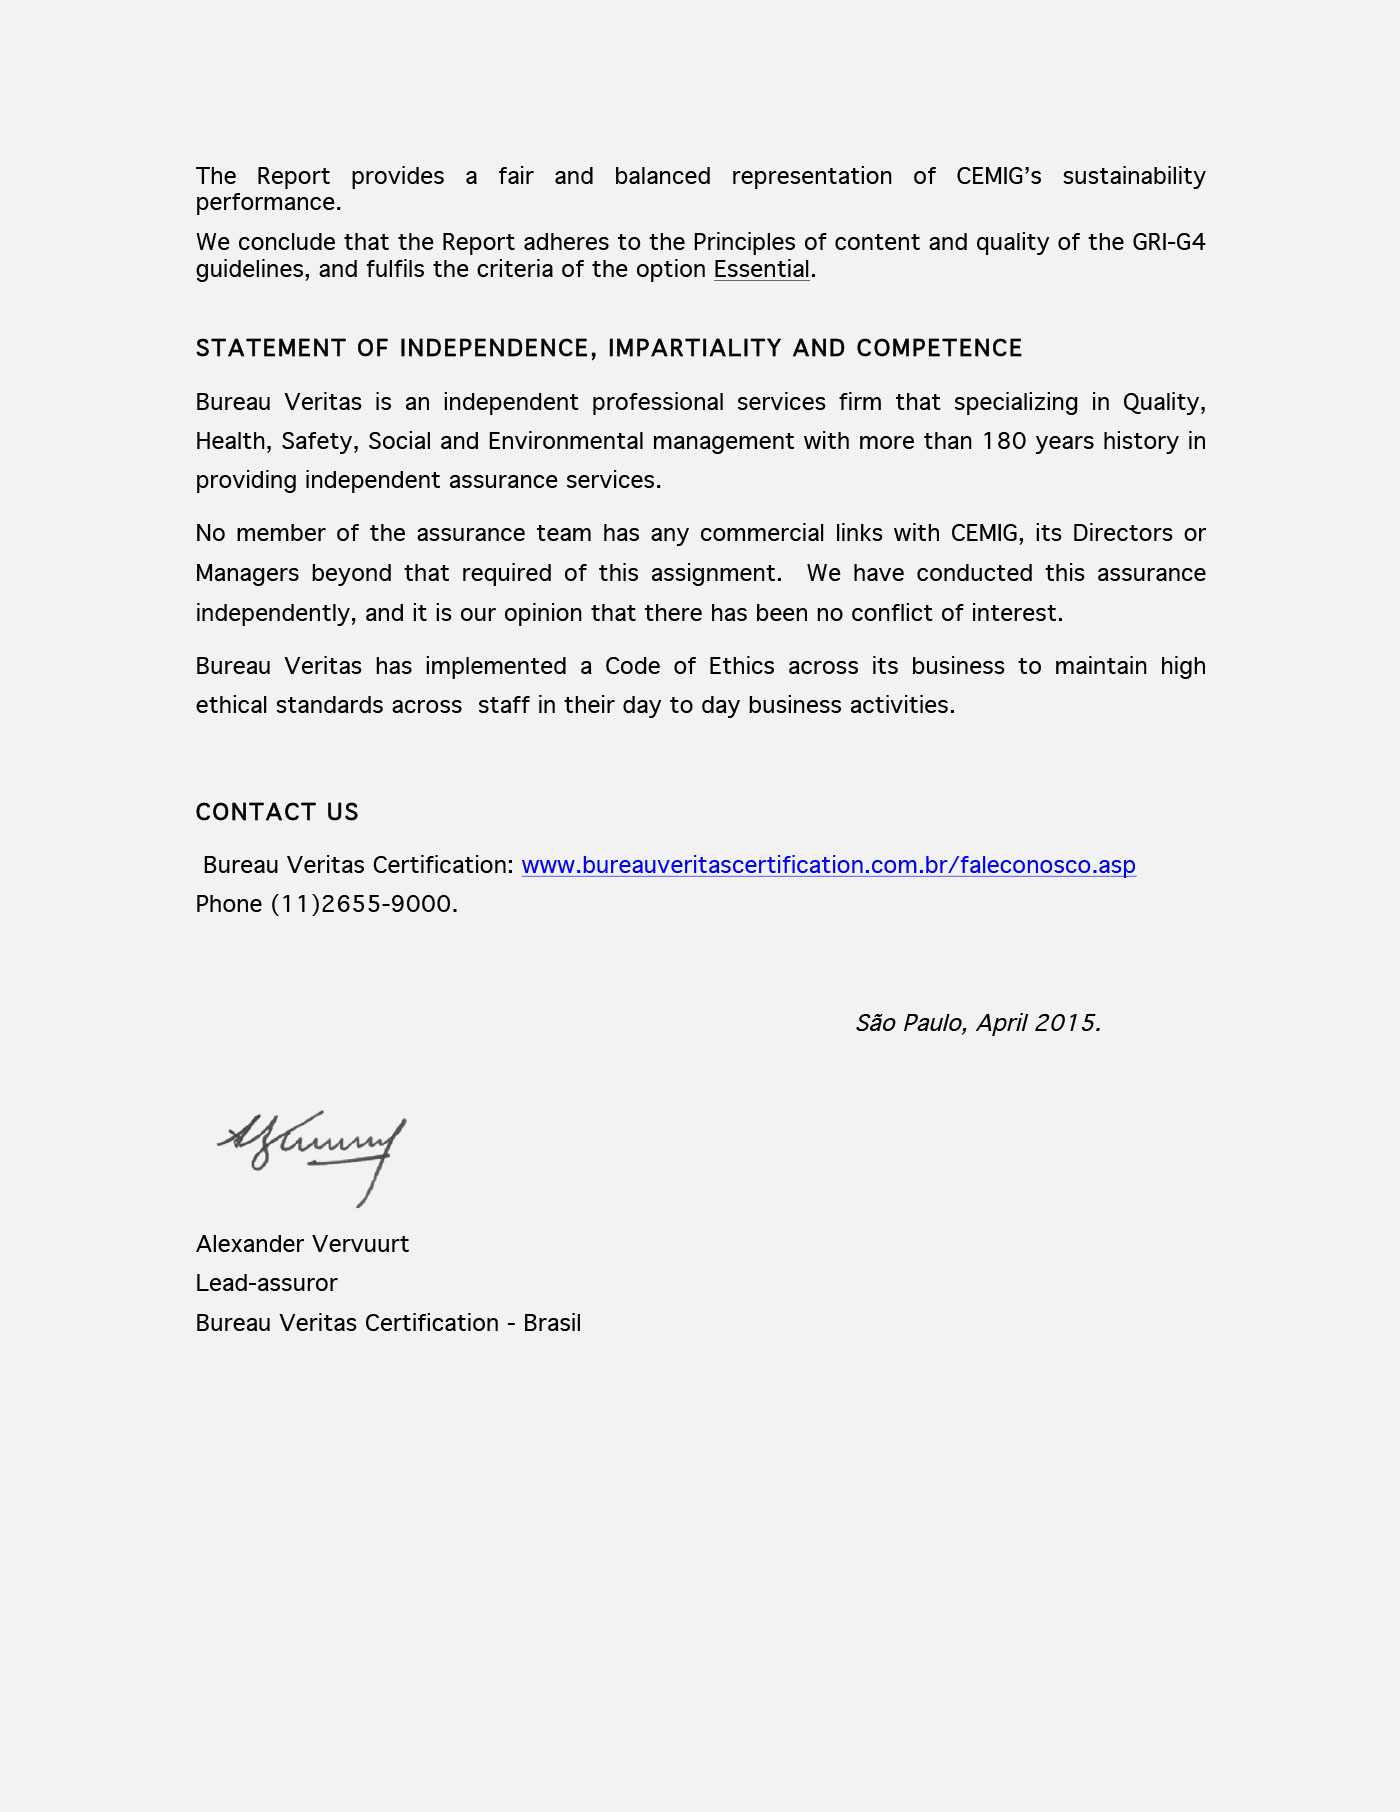 The Report provides a fair and balanced representation of CEMIG’s sustainability
performance.
We conclude that the Report adheres to the Principles of content and quality of the GRI-G4
guidelines, and fulfils the criteria of the option Essential.
STATEMENT OF INDEPENDENCE, IMPARTIALITY AND COMPETENCE
Bureau Veritas is an independent professional services firm that specializing in Quality,
Health, Safety, Social and Environmental management with more than 180 years history in
providing independent assurance services.
No member of the assurance team has any commercial links with CEMIG, its Directors or
Managers beyond that required of this assignment.  We have conducted this assurance
independently, and it is our opinion that there has been no conflict of interest.
Bureau Veritas has implemented a Code of Ethics across its business to maintain high
ethical standards across  staff in their day to day business activities.
CONTACT US
Bureau Veritas Certification: www.bureauveritascertification.com.br/faleconosco.asp
Phone (11)2655-9000.
São Paulo, April 2015.
Alexander Vervuurt
Lead-assuror
Bureau Veritas Certification - Brasil